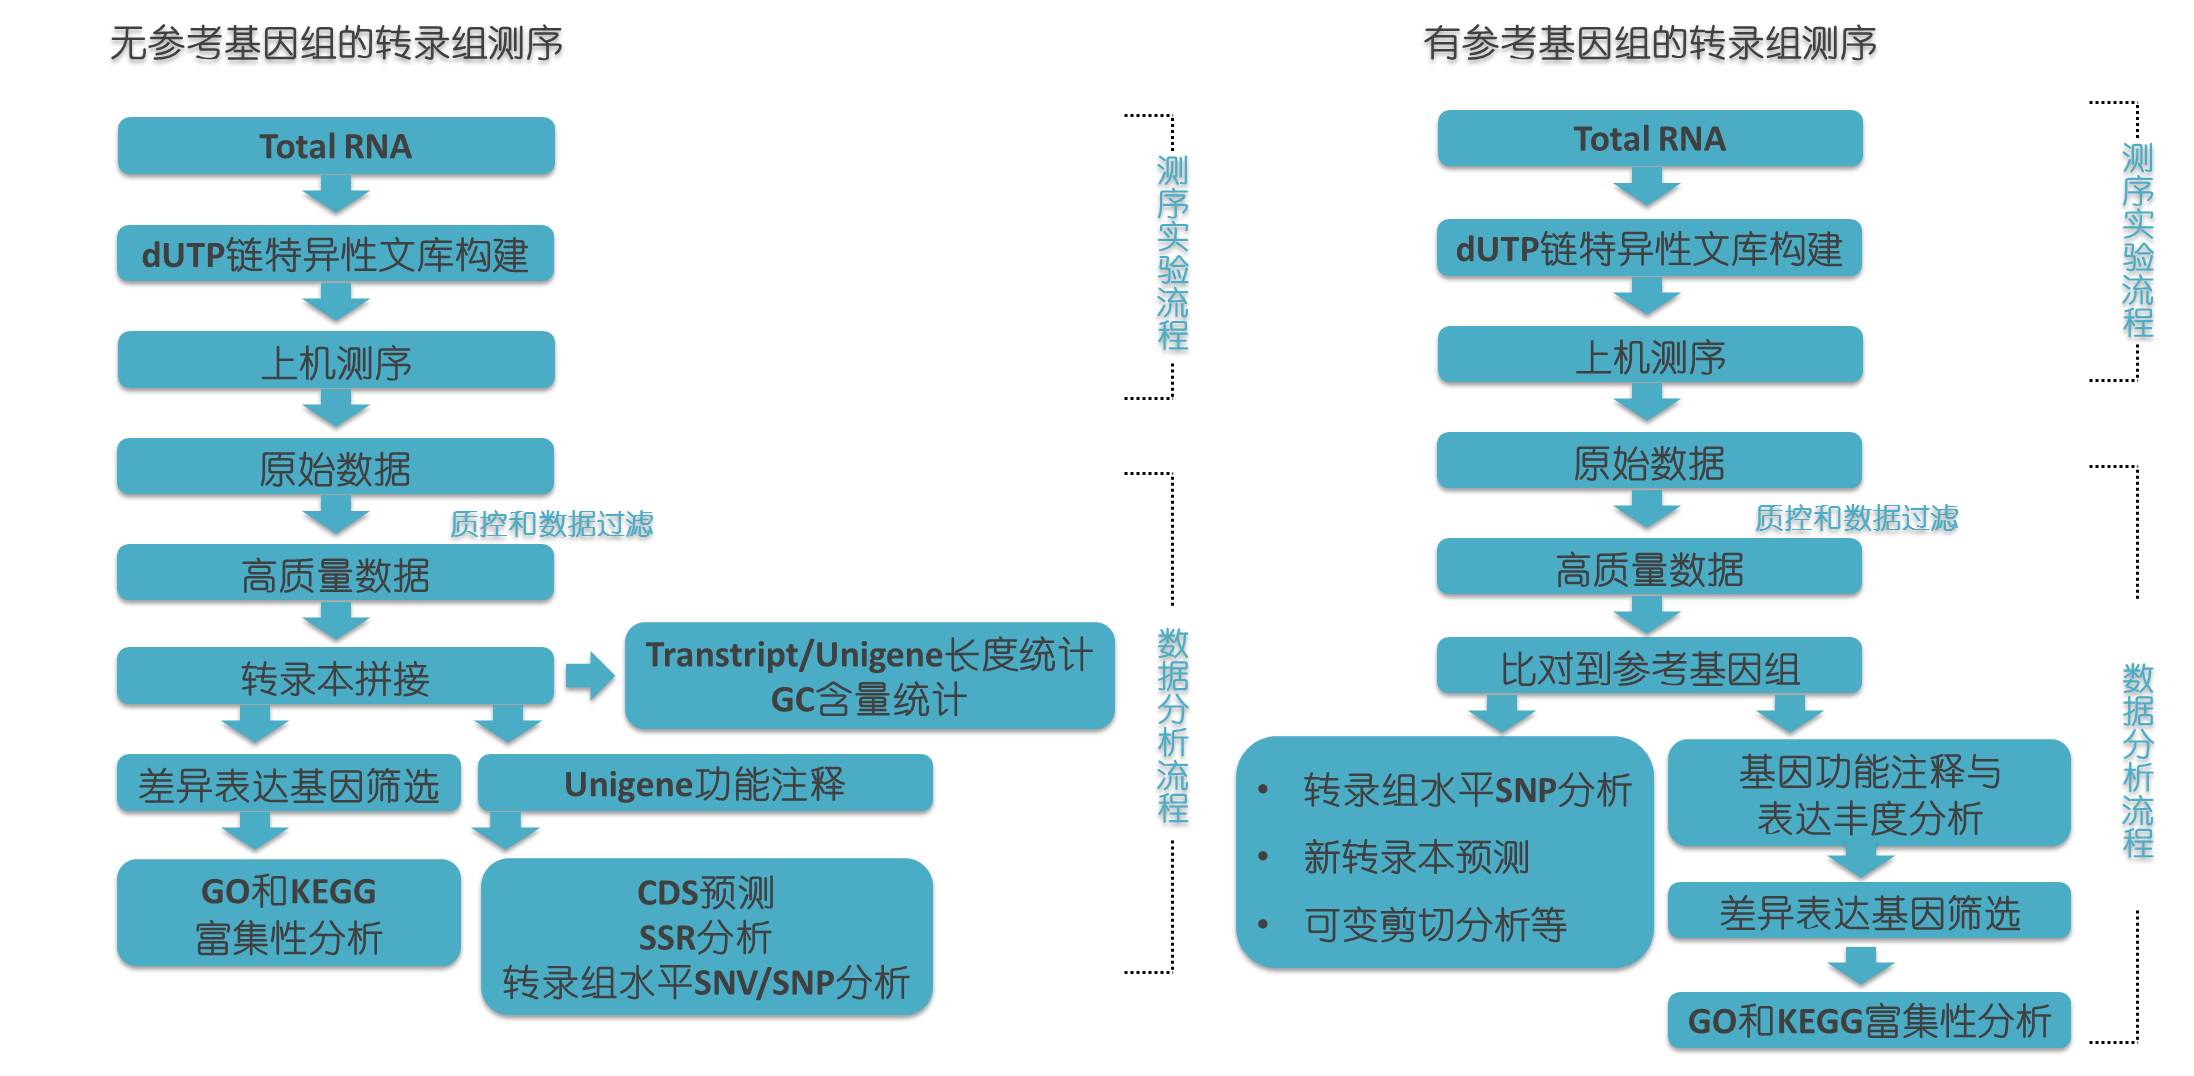 无参考基因组的转录组测序
Total RNA
dUTP链特异性文库构建
上机测序
原始数据
质控和数据过滤
高质量数据
转录本拼接
Transtript/Unigene长度统计
GC含量统计
差异表达基因筛选
Unigene功能注释
GO和KEGG
富集性分析
CDS预测
SSR分析
转录组水平SNV/SNP分析
测序实验流程
数据分析流程
有参考基因组的转录组测序
Total RNA
dUTP链特异性文库构建
上机测序
原始数据
质控和数据过滤
高质量数据
比对到参考基因组
• 转录组水平SNP分析
• 新转录本预测
• 可变剪切分析等
基因功能注释与
表达丰度分析
差异表达基因筛选
GO和KEGG富集性分析
测序实验流程
数据分析流程